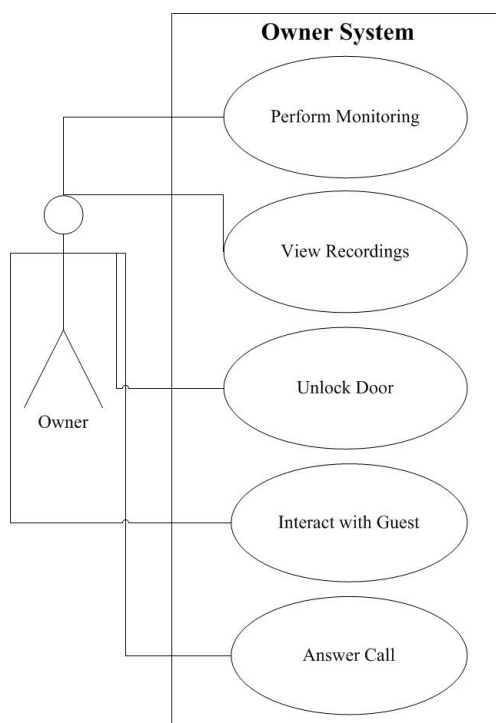 Owner System
Perform Monitoring
View Recordings
Unlock Door
Owner
Interact with Guest
Answer Call